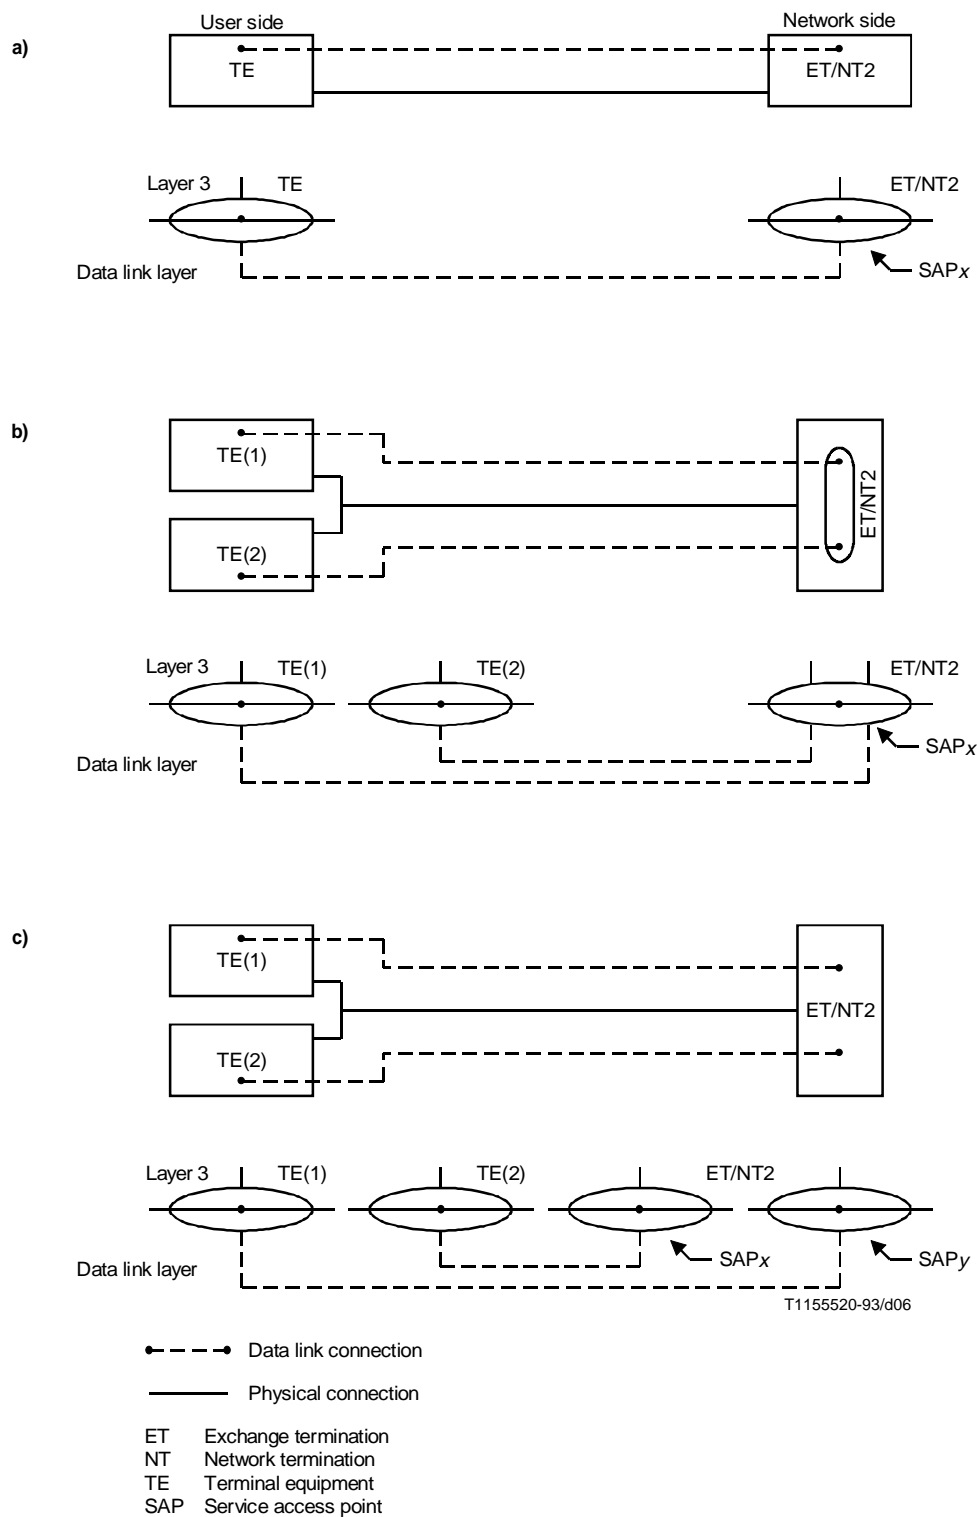 User side
Network side
a)
TE
ET/NT2
Layer 3
TE
ET/NT2
Data link layer
SAPx
b)
TE(1)
TE(2)
ET/NT2
Layer 3
TE(1)
TE(2)
ET/NT2
SAPx
Data link layer
c)
TE(1)
ET/NT2
TE(2)
Layer 3
TE(1)
TE(2)
ET/NT2
SAPx
SAPy
Data link layer
T1155520-93/d06
Data link connection
Physical connection
ET Exchange termination
NT Network termination
TE Terminal equipment
SAP Service access point